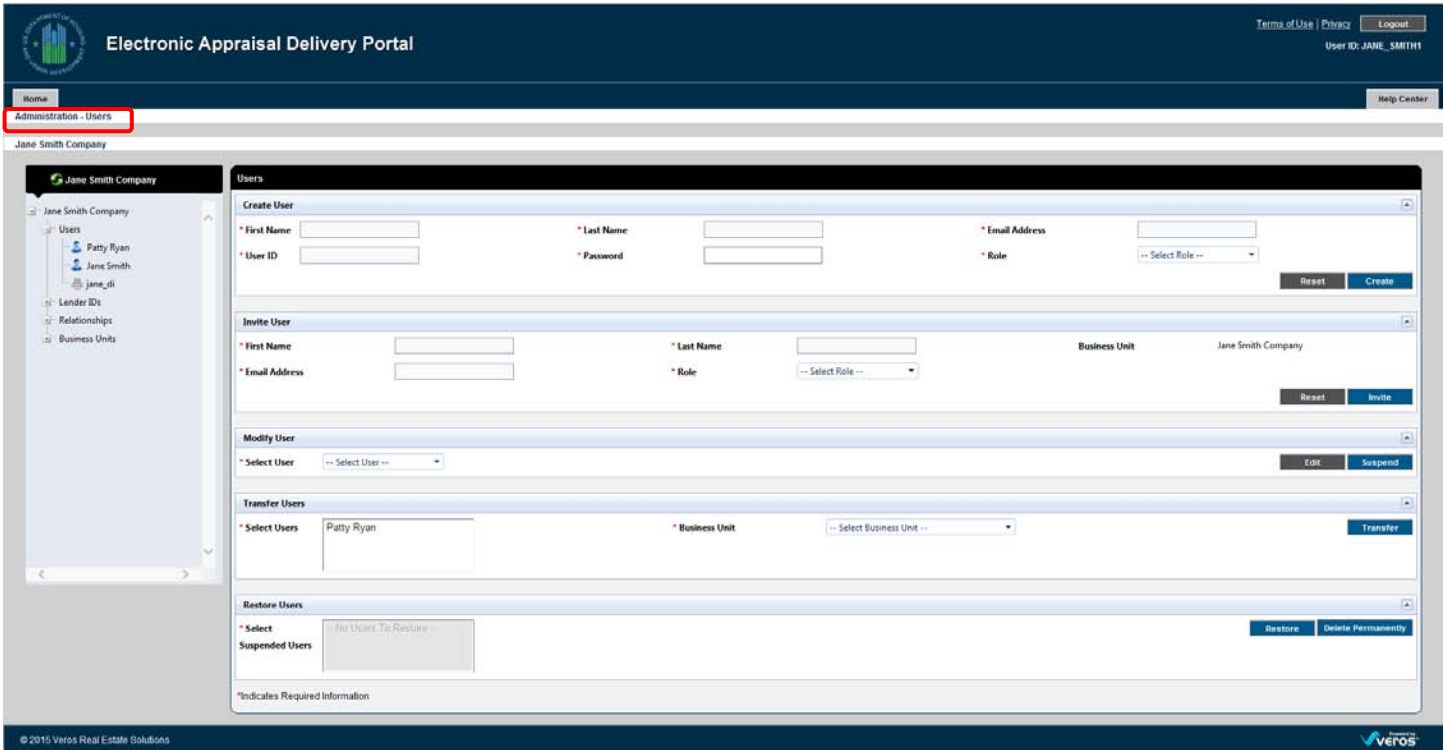 Terms of Use | Privacy Logout
Electronic Appraisal Delivery Portal
User ID: JANE_SMITH1
Home Help Center
Administration - Users
Jane Smith Company
Jane Smith Company
Jane Smith Company
Users
Patty Ryan
Jane Smith
jane_di
Lender IDs
Relationships
Business Units
Users
Create User
* First Name * Last Name * Email Address
* User ID * Password * Role -- Select Role --
Reset Create
Invite User
* First Name * Last Name Business Unit Jane Smith Company
* Email Address * Role -- Select Role --
Reset Invite
Modify User
* Select User -- Select User -- Edit Suspend
Transfer Users
* Select Users Patty Ryan * Business Unit -- Select Business Unit -- Transfer
Restore Users
* Select -- No Users To Restore -- Restore Delete Permanently
Suspended Users
*Indicates Required Information
© 2015 Veros Real Estate Solutions
Powered by
veros